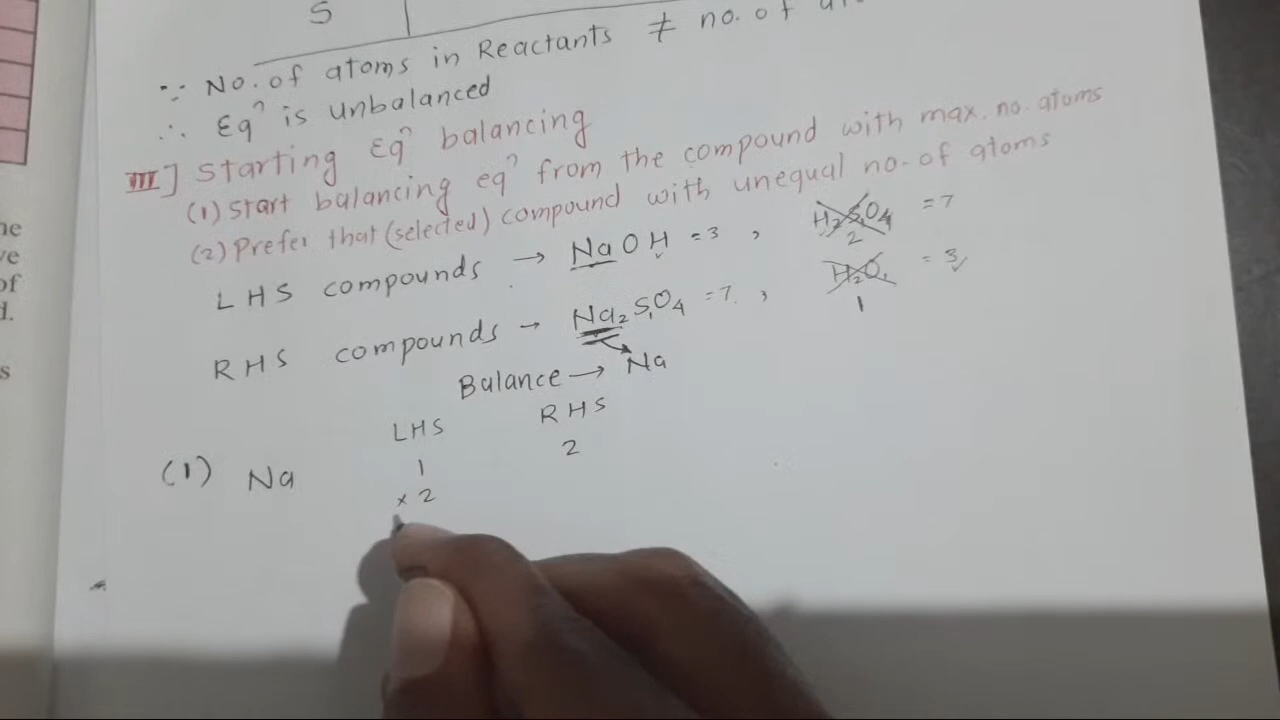 S
∵ No. of atoms in Reactants ≠ no. of
∴ Eqⁿ is unbalanced
III] Starting Eqⁿ balancing
(1) start balancing eqⁿ from the compound with max. no. atoms
(2) Prefer that (selected) compound with unequal no. of atoms
LHS compounds → NaOH = 3 , H₂SO₄ = 7
2
RHS compounds → Na₂SO₄ = 7 , H₂O = 3
1
Balance → Na
LHS RHS
(1) Na 1 2
× 2